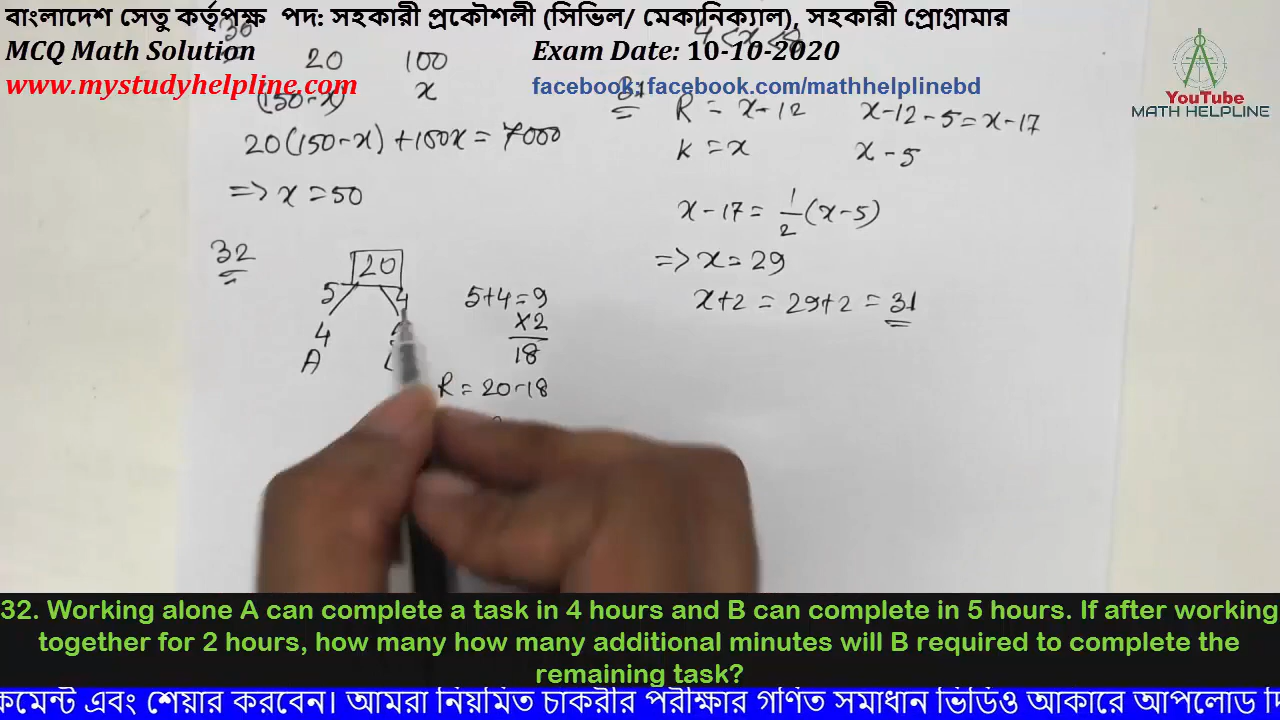 বাংলাদেশ সেতু কর্তৃপক্ষ পদ: সহকারী প্রকৌশলী (সিভিল/ মেকানিক্যাল), সহকারী প্রোগ্রামার
MCQ Math Solution
Exam Date: 10-10-2020
www.mystudyhelpline.com
facebook:facebook.com/mathhelplinebd
YouTube
MATH HELPLINE
30
20 100
(150-x) x
20(150-x)+100x = 7000
=> x = 50
32
20
5 4
4
A
5+4=9
×2
18
R = 20-18
31
R = x-12 x-12-5=x-17
K = x x-5
x-17 = 1/2 (x-5)
=> x = 29
x+2 = 29+2 = 31
32. Working alone A can complete a task in 4 hours and B can complete in 5 hours. If after working
together for 2 hours, how many how many additional minutes will B required to complete the
remaining task?
কমেন্ট এবং শেয়ার করবেন। আমরা নিয়মিত চাকরীর পরীক্ষার গণিত সমাধান ভিডিও আকারে আপলোড দি